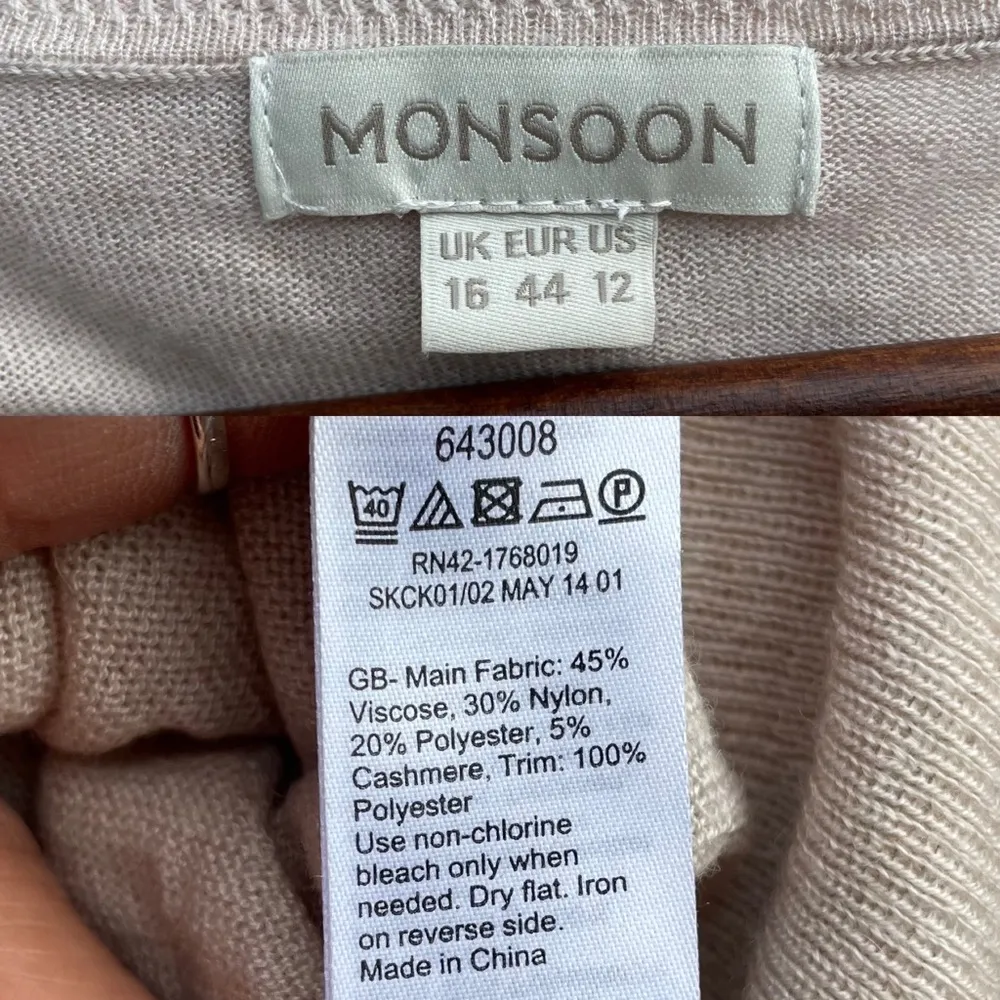 MONSOON
UK EUR US
16 44 12
643008
40 P
RN42-1768019
SKCK01/02 MAY 14 01
GB- Main Fabric: 45%
Viscose, 30% Nylon,
20% Polyester, 5%
Cashmere, Trim: 100%
Polyester
Use non-chlorine
bleach only when
needed. Dry flat. Iron
on reverse side.
Made in China